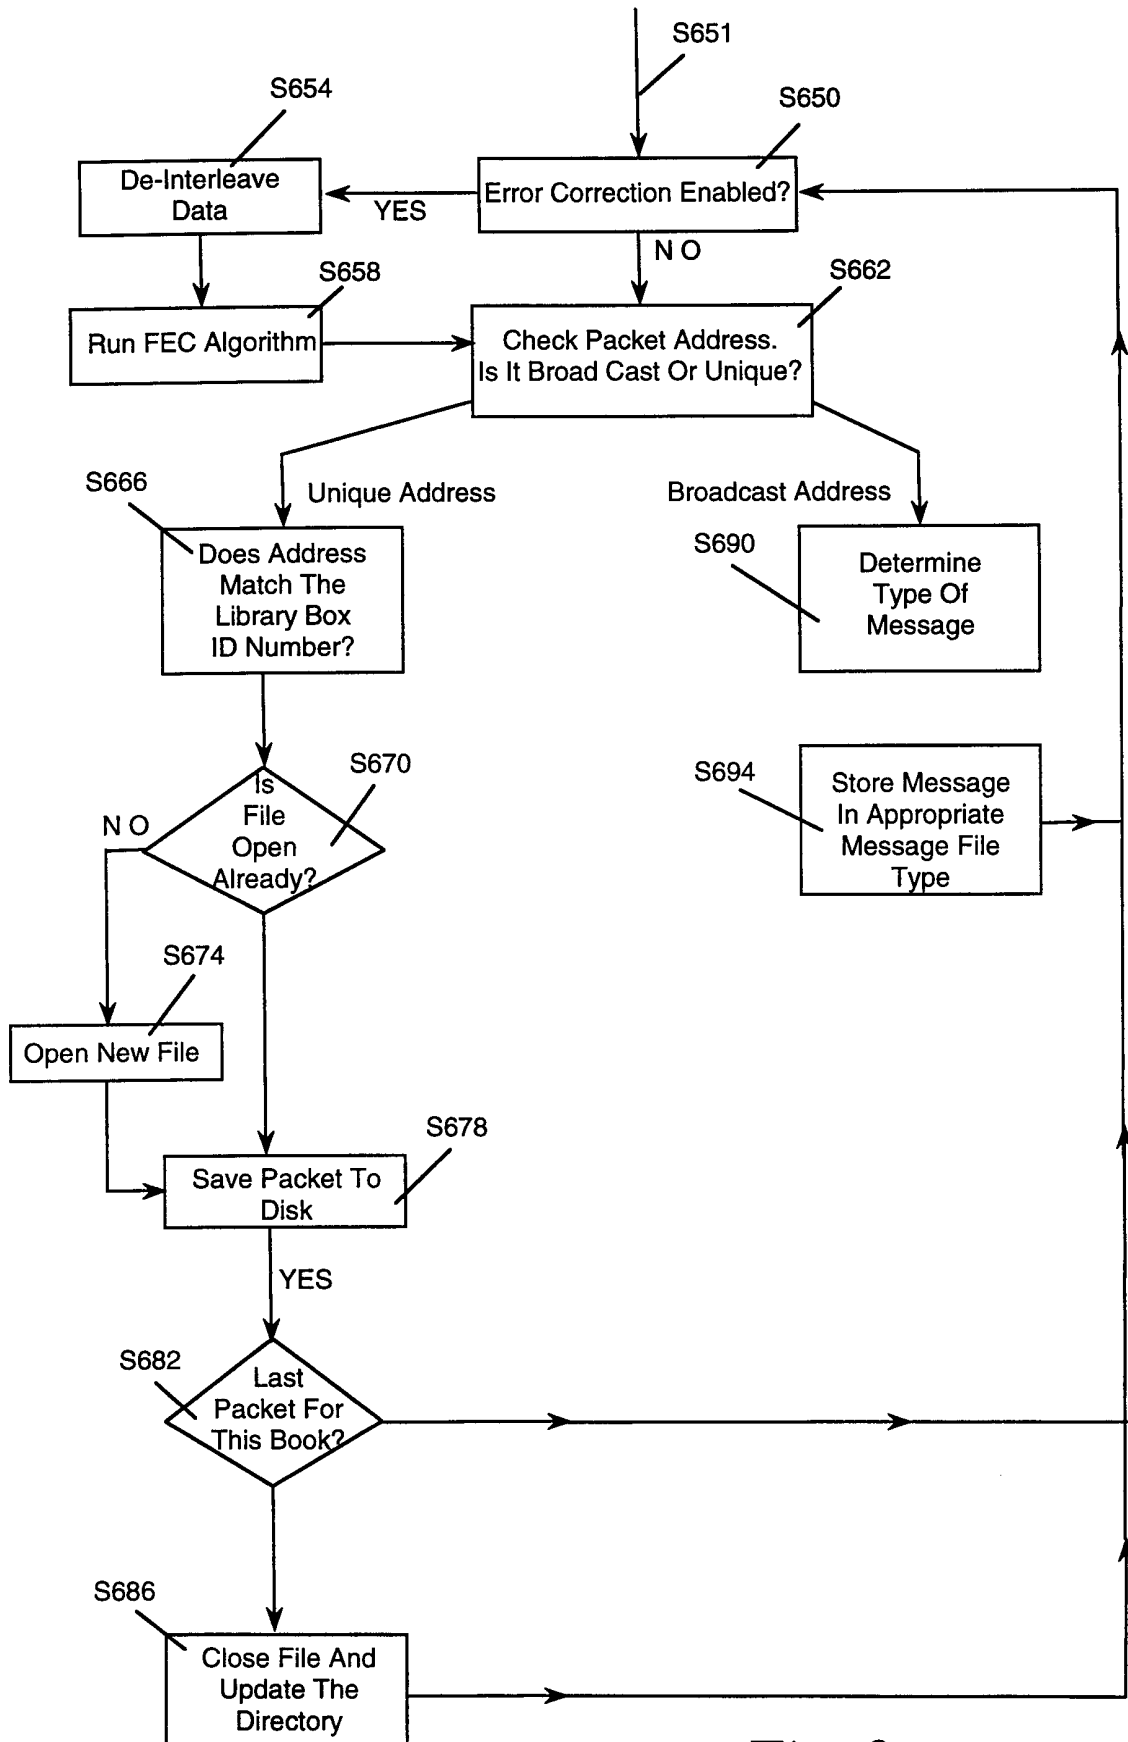 S651
S654
S650
De-Interleave
Data
YES
Error Correction Enabled?
N O
S658
S662
Run FEC Algorithm
Check Packet Address.
Is It Broad Cast Or Unique?
S666
Unique Address
Broadcast Address
Does Address
Match The
Library Box
ID Number?
S690
Determine
Type Of
Message
S670
Is
File
Open
Already?
N O
S694
Store Message
In Appropriate
Message File
Type
S674
Open New File
S678
Save Packet To
Disk
YES
S682
Last
Packet For
This Book?
S686
Close File And
Update The
Directory